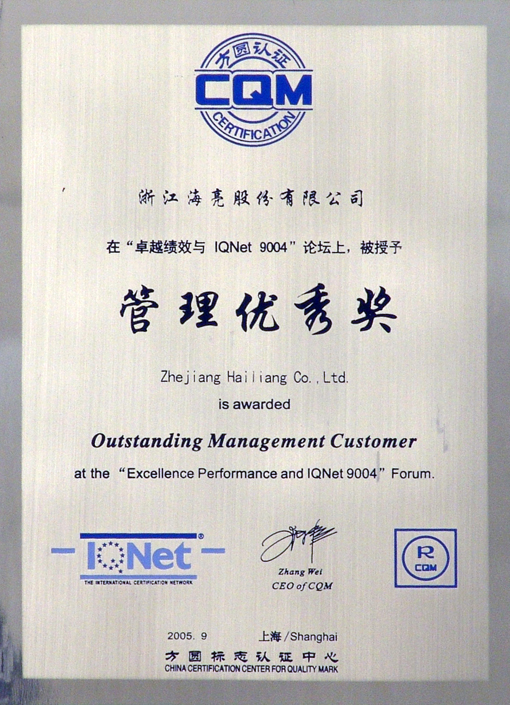 方圆认证
CQM
CERTIFICATION
浙江海亮股份有限公司
在“卓越绩效与 IQNet 9004”论坛上，被授予
管理优秀奖
Zhejiang Hailiang Co.,Ltd.
is awarded
Outstanding Management Customer
at the “Excellence Performance and IQNet 9004” Forum.
IQNet®
THE INTERNATIONAL CERTIFICATION NETWORK
Zhang Wei
CEO of CQM
R
CQM
2005. 9 上海/Shanghai
方圆标志认证中心
CHINA CERTIFICATION CENTER FOR QUALITY MARK